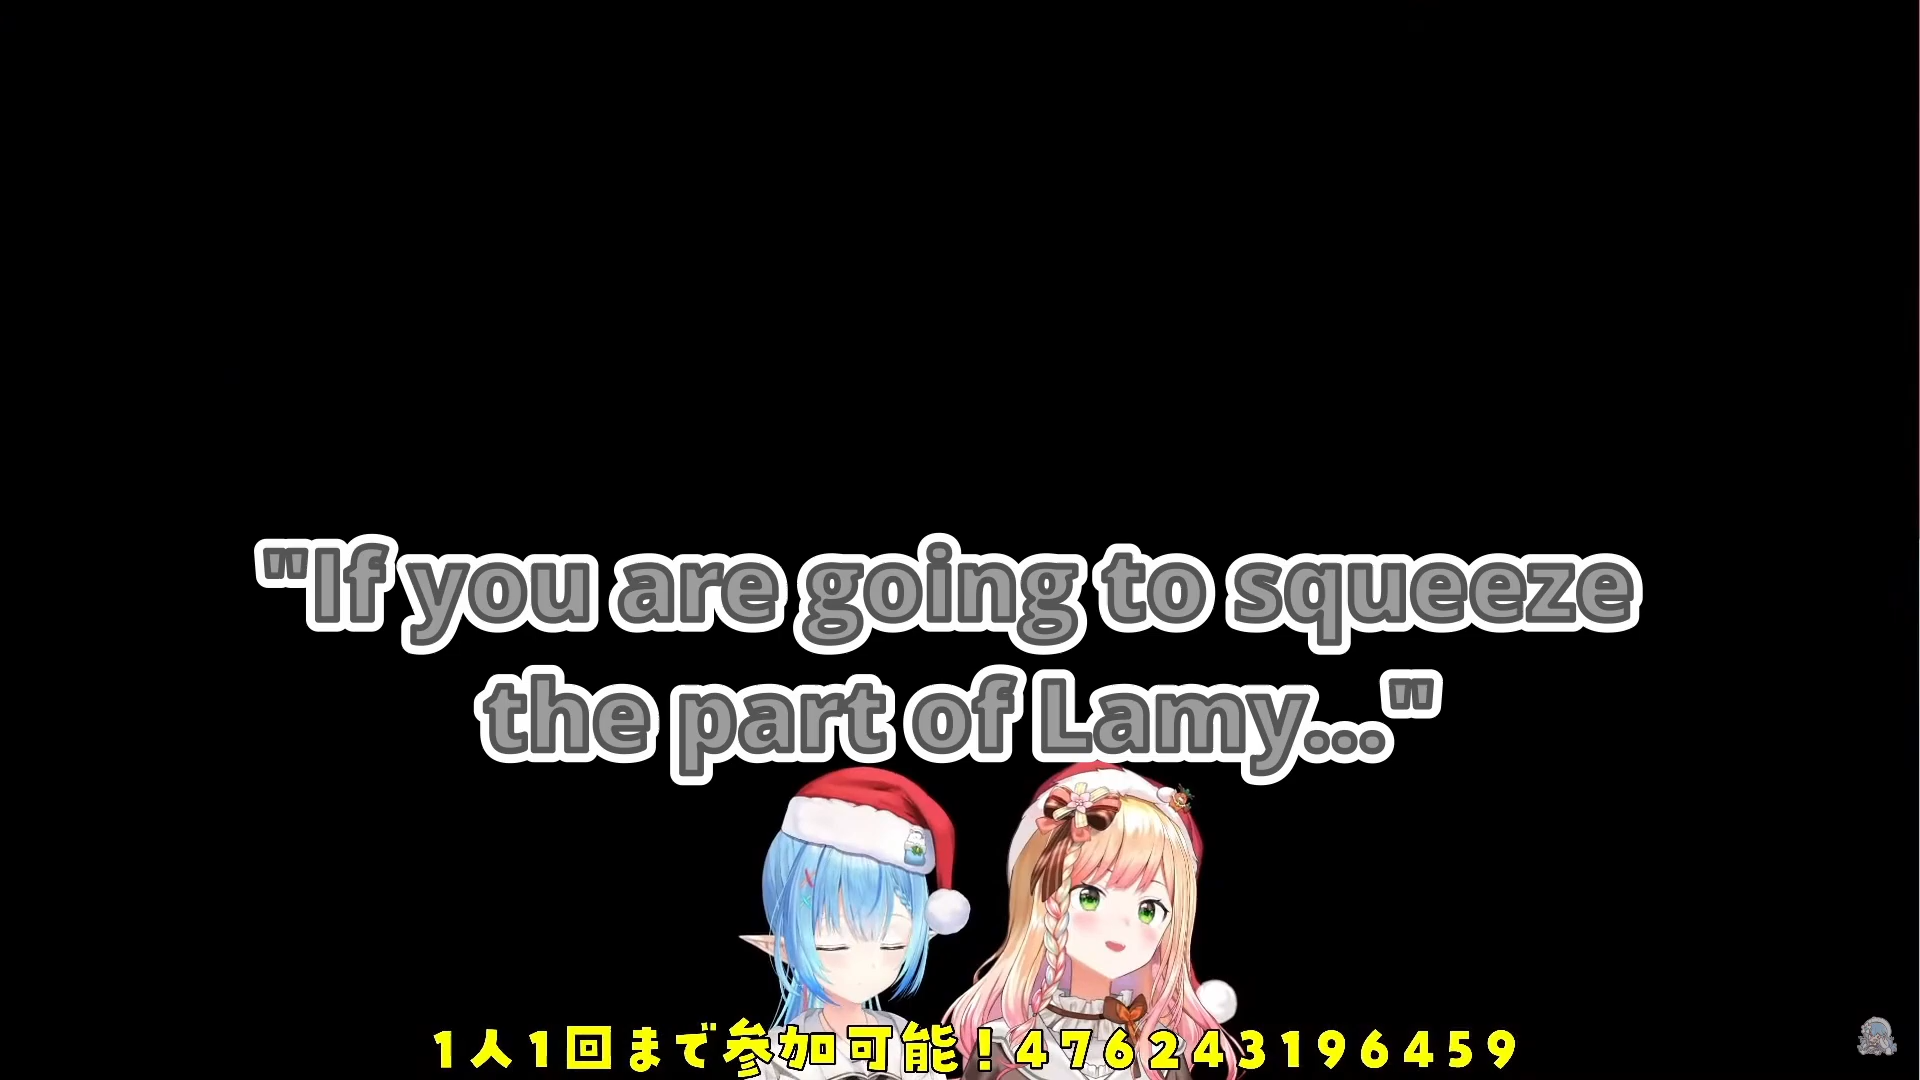 "If you are going to squeeze
the part of Lamy..."
1人1回まで参加可能！476243196459